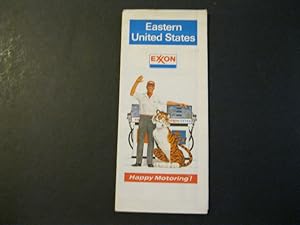 Eastern
United States
EXXON
Happy Motoring!